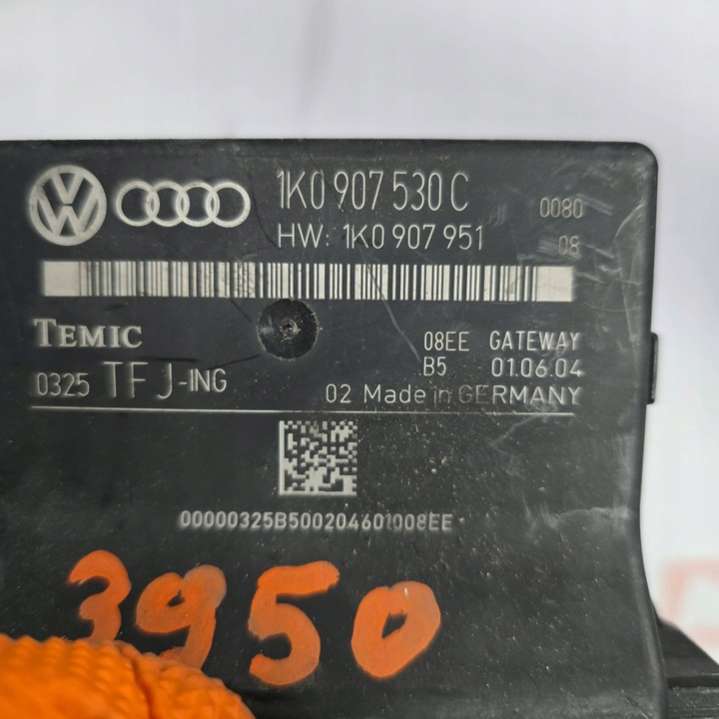 1K0 907 530 C 0080
HW: 1K0 907 951 08
TEMIC 08EE GATEWAY
B5 01.06.04
0325 TFJ-ING 02 Made in GERMANY
00000325B500204601008EE
3950